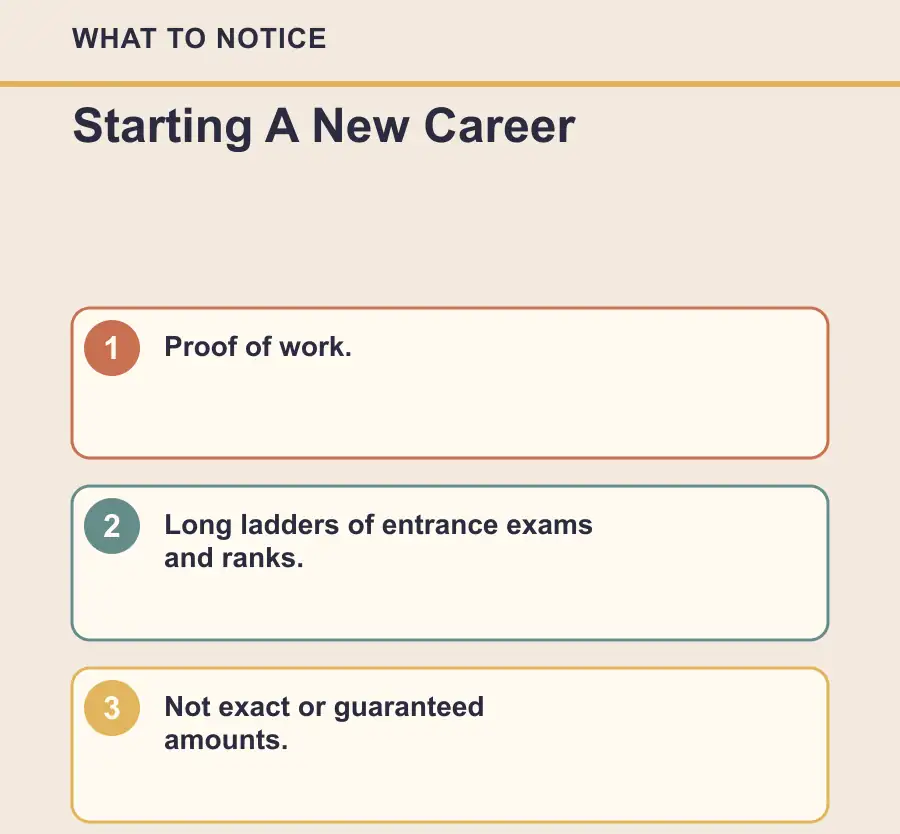 WHAT TO NOTICE
Starting A New Career
1
Proof of work.
2
Long ladders of entrance exams
and ranks.
3
Not exact or guaranteed
amounts.